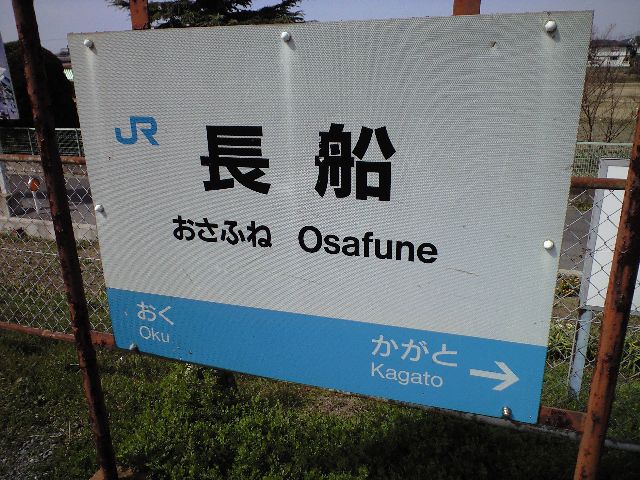 JR
長船
おさふね Osafune
おく
Oku
かがと
Kagato →